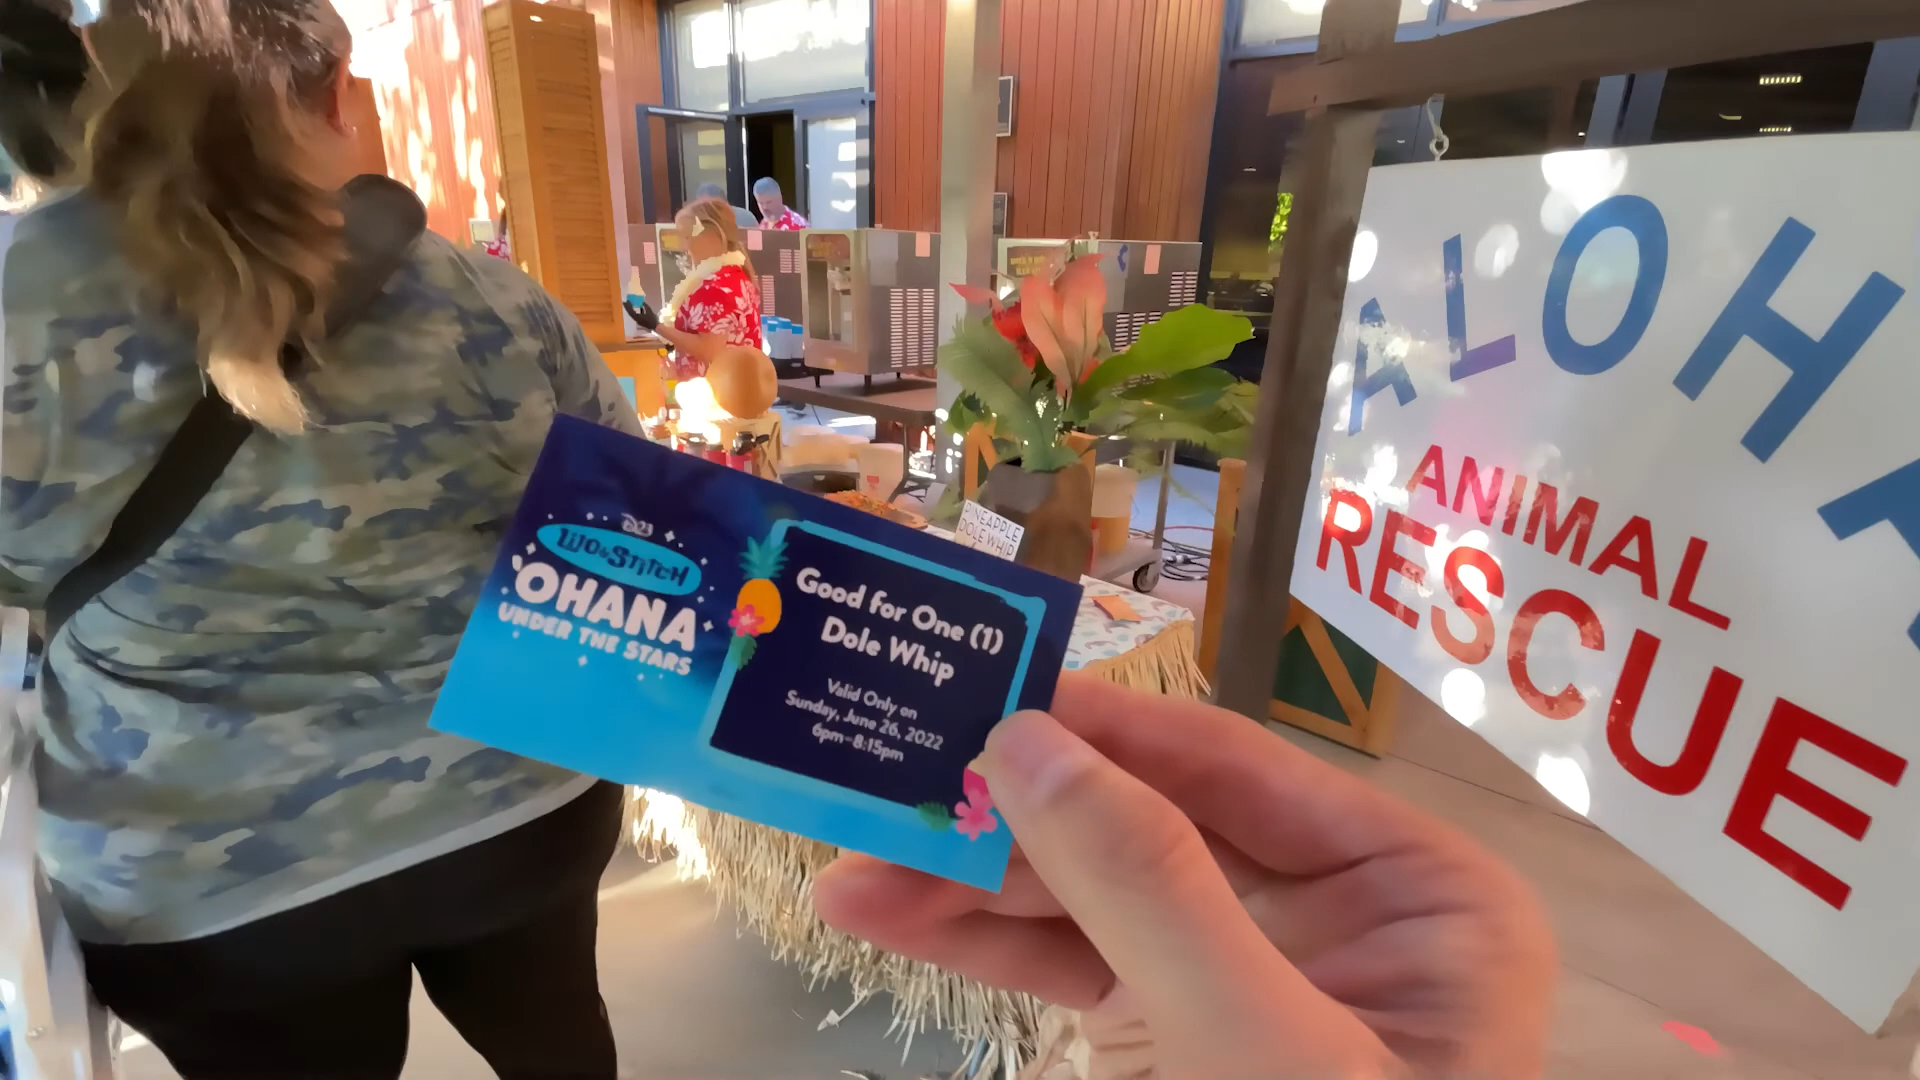 D23
Lilo & Stitch
'OHANA
UNDER THE STARS
Good for One (1)
Dole Whip
Valid Only on
Sunday, June 26, 2022
6pm-8:15pm
PINEAPPLE
DOLE WHIP
ALOHA
ANIMAL
RESCUE